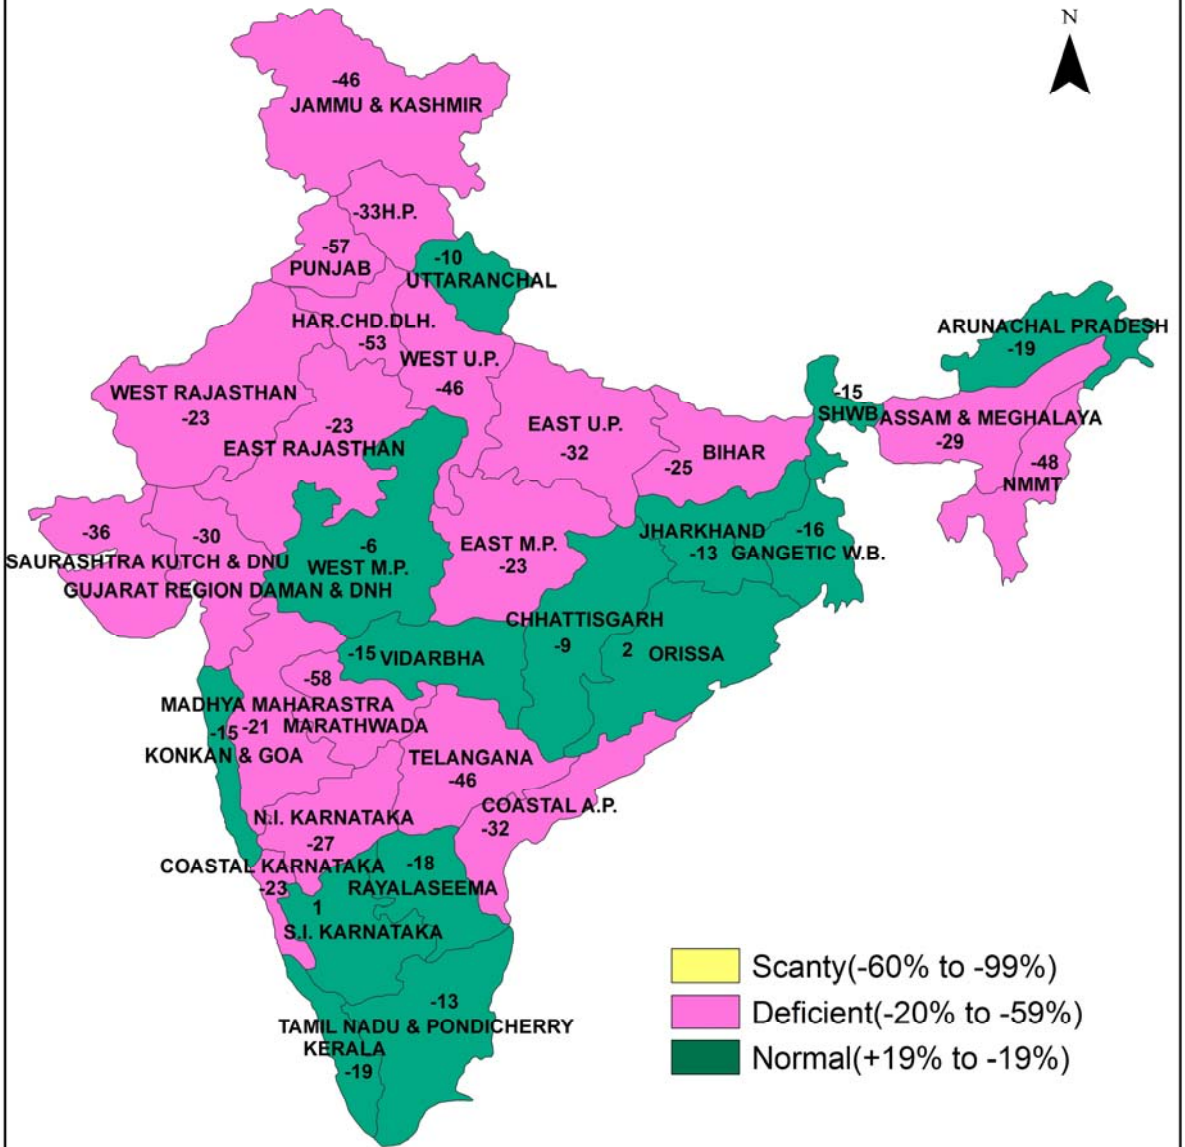 N
-46
JAMMU & KASHMIR
-33H.P.
-57
PUNJAB
-10
UTTARANCHAL
HAR.CHD.DLH.
-53
WEST U.P.
-46
ARUNACHAL PRADESH
-19
WEST RAJASTHAN
-23
-23
EAST RAJASTHAN
EAST U.P.
-32
BIHAR
-25
-15
SHWB
ASSAM & MEGHALAYA
-29
-48
NMMT
-36
SAURASHTRA KUTCH & DNU
-30
GUJARAT REGION DAMAN & DNH
-6
WEST M.P.
EAST M.P.
-23
JHARKHAND
-13
-16
GANGETIC W.B.
CHHATTISGARH
-9
2 ORISSA
-15 VIDARBHA
-58
MADHYA MAHARASTRA
-21 MARATHWADA
-15
KONKAN & GOA
TELANGANA
-46
COASTAL A.P.
-32
N.I. KARNATAKA
-27
COASTAL KARNATAKA
-23
-18
RAYALASEEMA
1
S.I. KARNATAKA
-13
TAMIL NADU & PONDICHERRY
KERALA
-19
Scanty(-60% to -99%)
Deficient(-20% to -59%)
Normal(+19% to -19%)